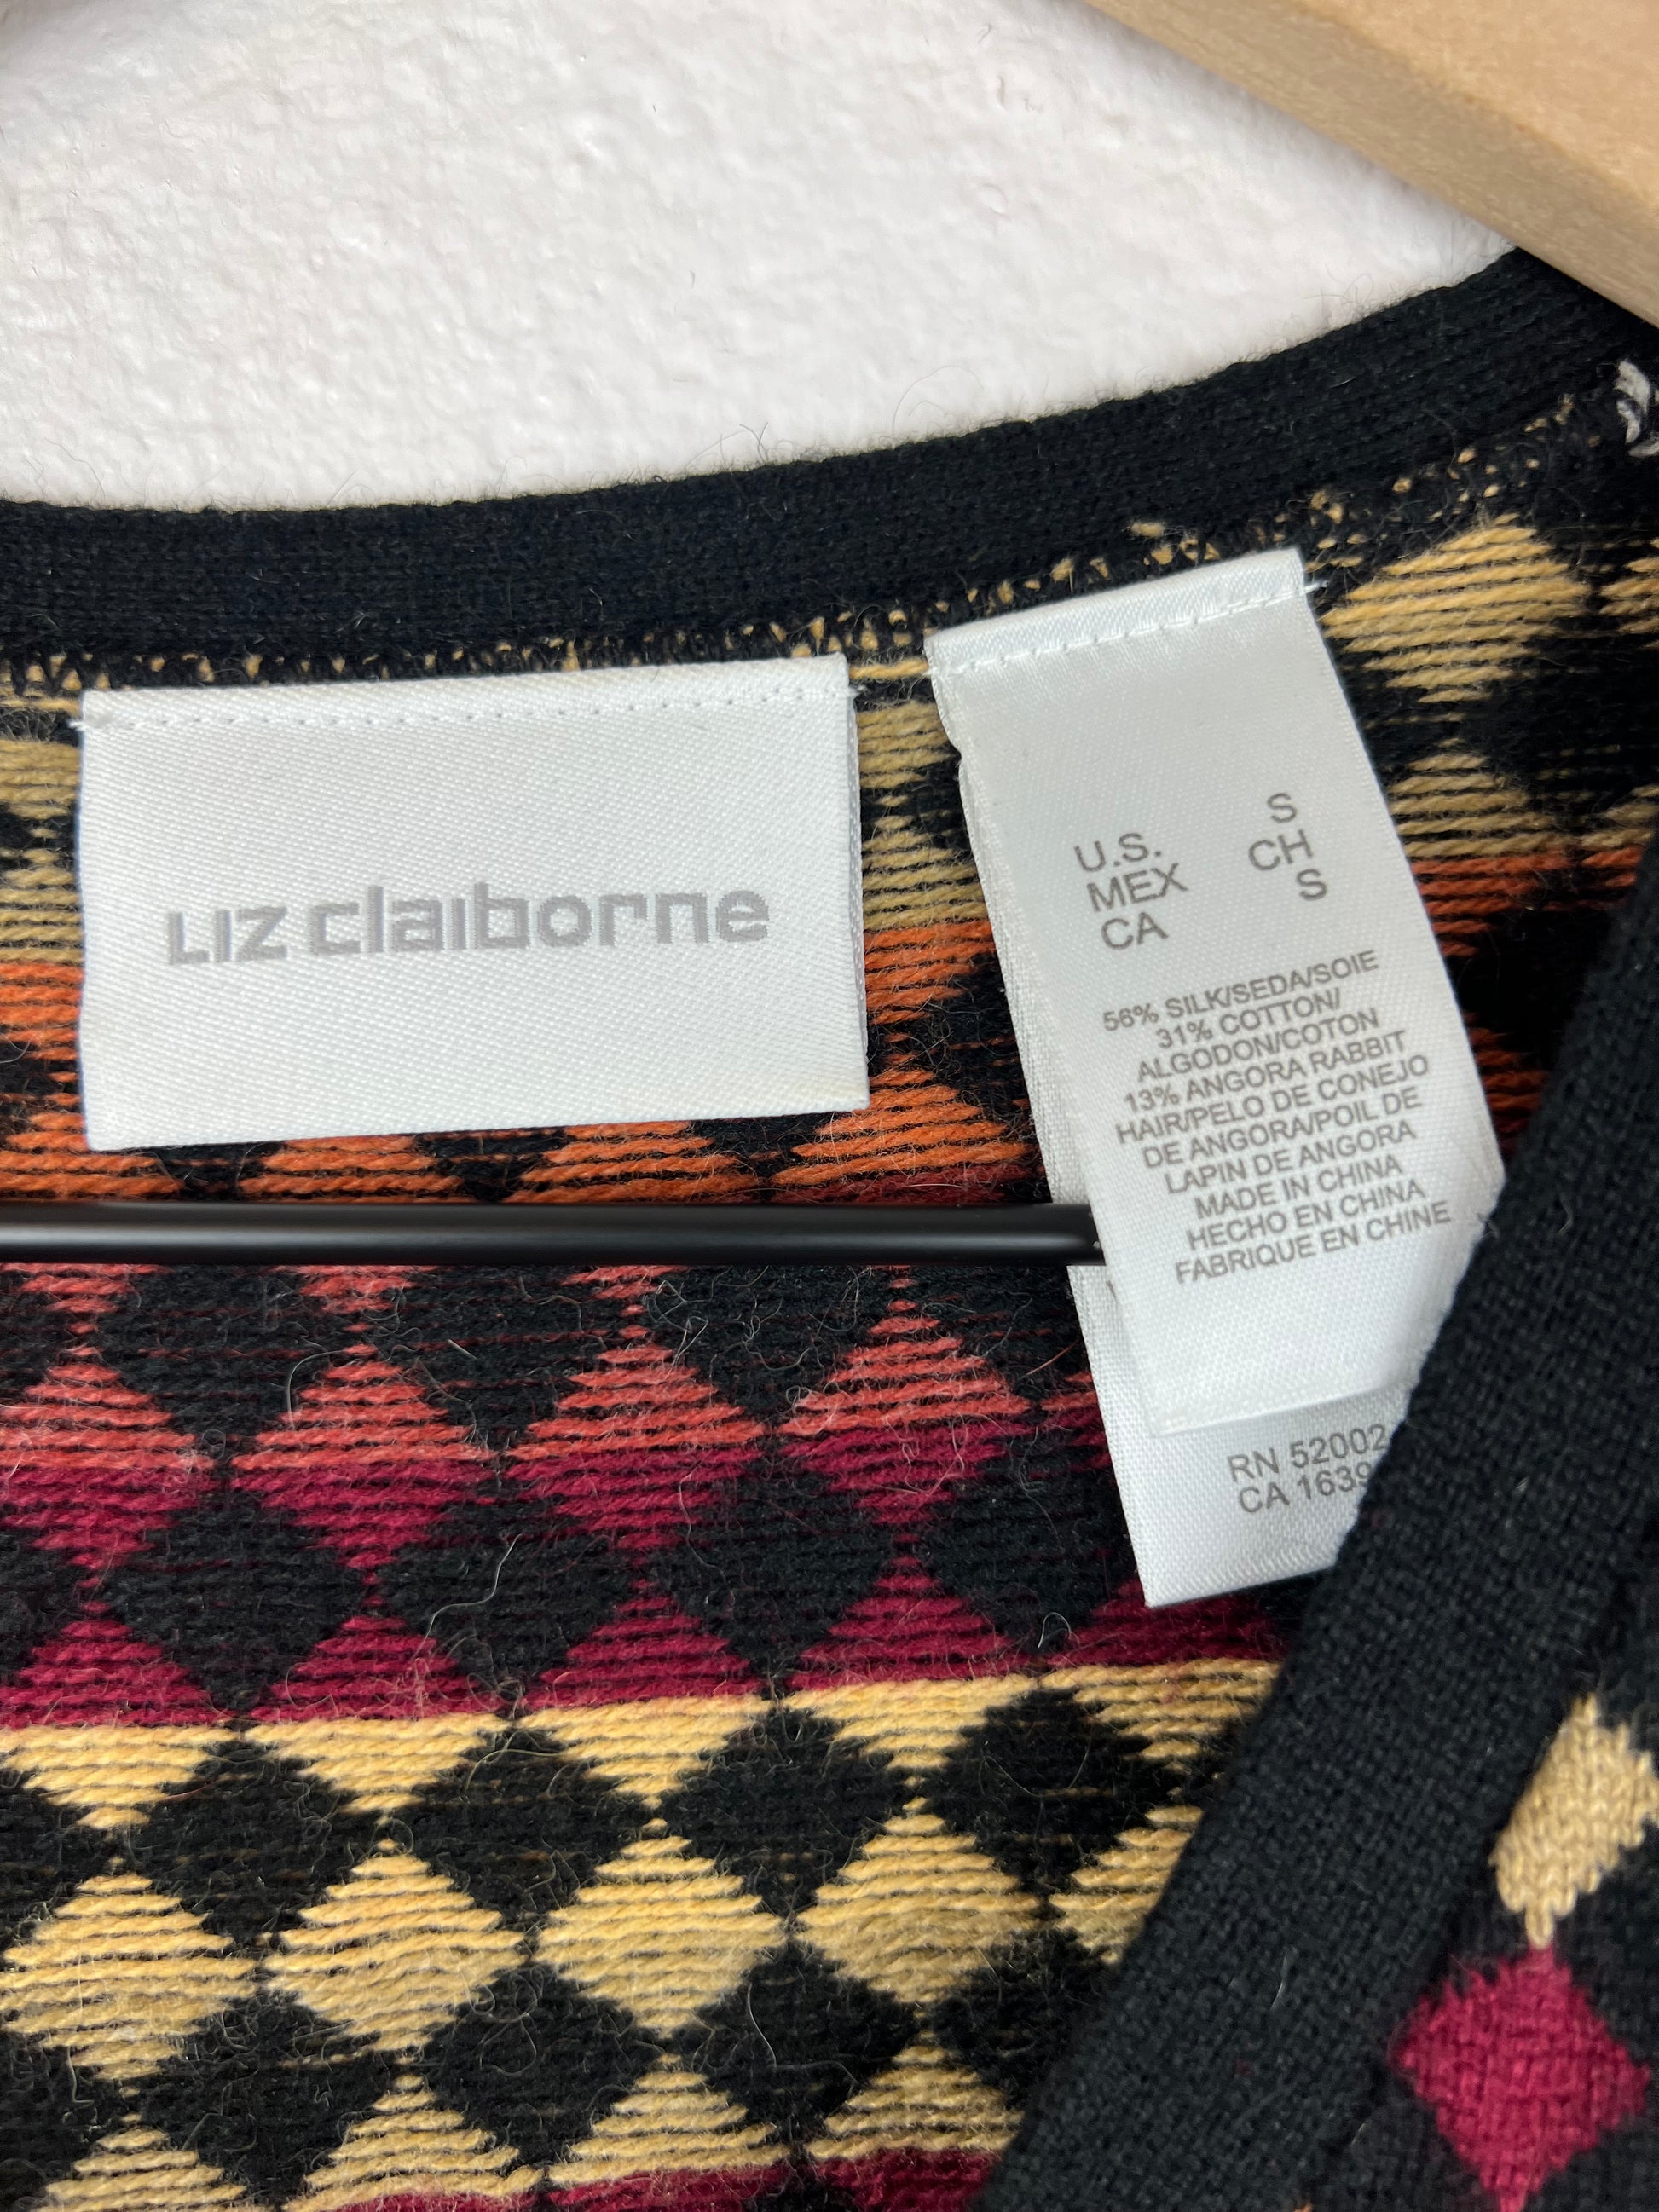 LIZ claiborne
U.S. S
MEX CH
CA S
56% SILK/SEDA/SOIE
31% COTTON/
ALGODON/COTON
13% ANGORA RABBIT
HAIR/PELO DE CONEJO
DE ANGORA/POIL DE
LAPIN DE ANGORA
MADE IN CHINA
HECHO EN CHINA
FABRIQUE EN CHINE
RN 52002
CA 1639